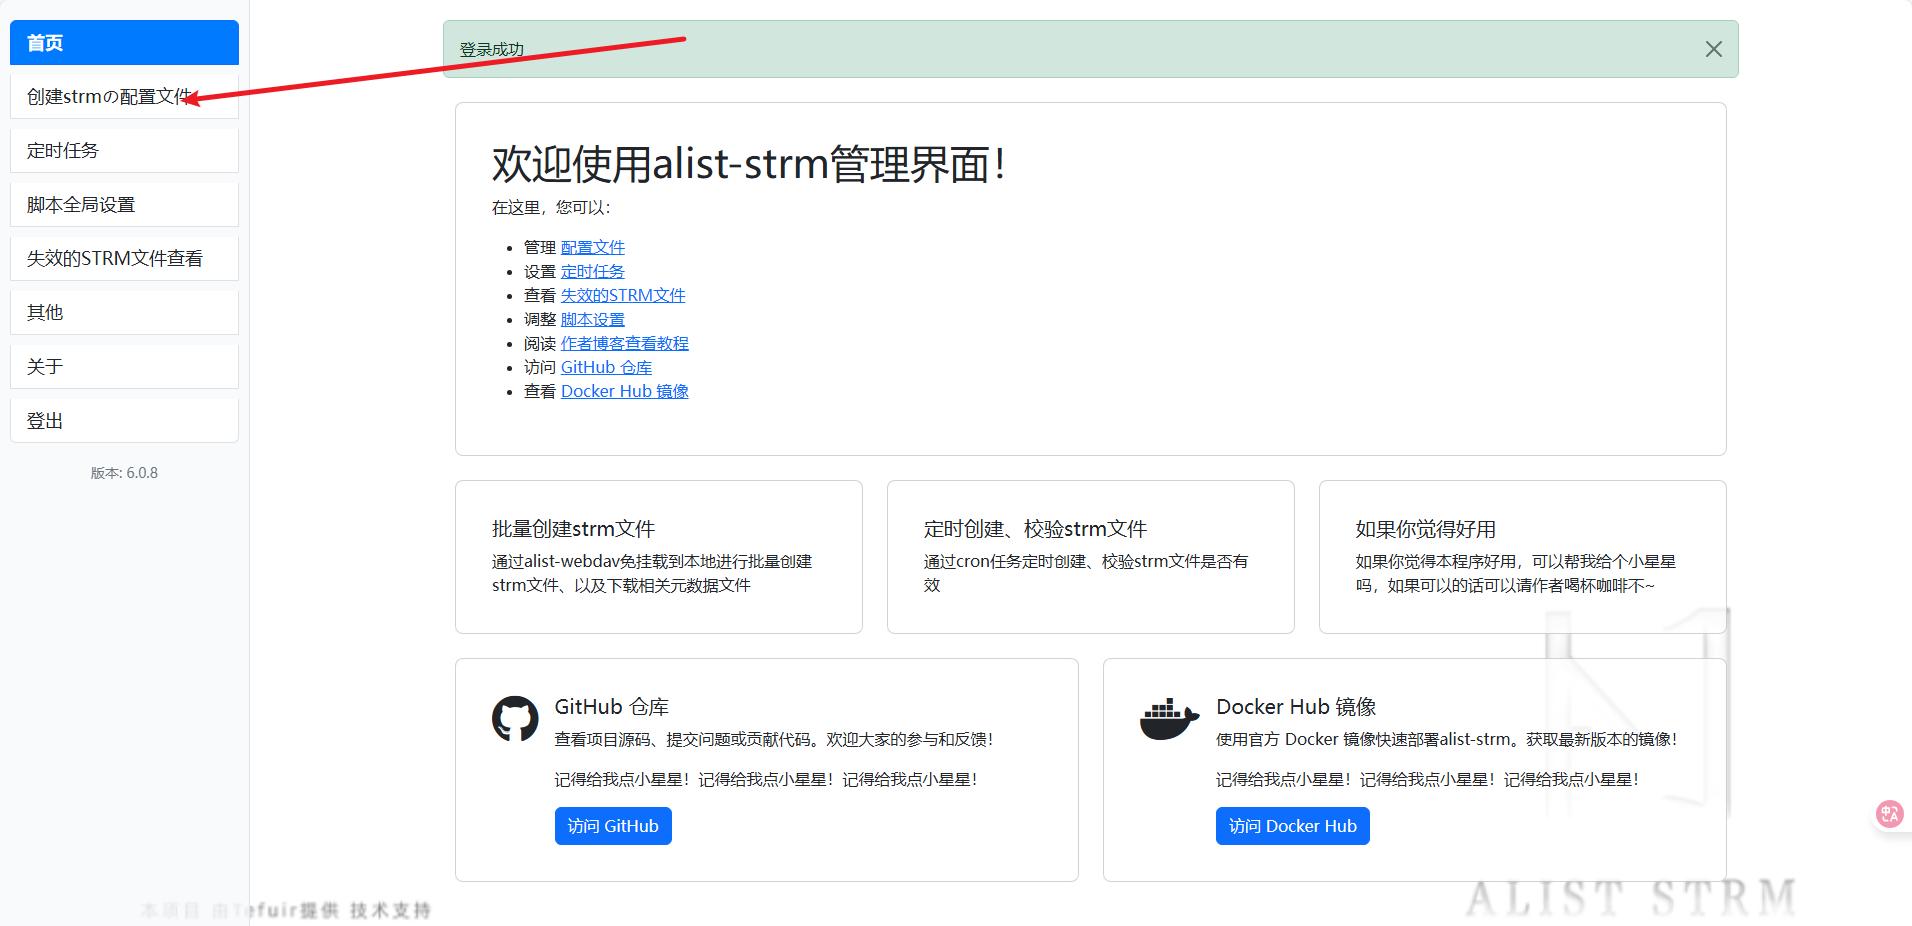 首页
创建strmの配置文件
定时任务
脚本全局设置
失效的STRM文件查看
其他
关于
登出
版本: 6.0.8
登录成功
欢迎使用alist-strm管理界面！
在这里，您可以：
管理 配置文件
设置 定时任务
查看 失效的STRM文件
调整 脚本设置
阅读 作者博客查看教程
访问 GitHub 仓库
查看 Docker Hub 镜像
批量创建strm文件
通过alist-webdav免挂载到本地进行批量创建
strm文件、以及下载相关元数据文件
定时创建、校验strm文件
通过cron任务定时创建、校验strm文件是否有
效
如果你觉得好用
如果你觉得本程序好用，可以帮我给个小星星
吗，如果可以的话可以请作者喝杯咖啡不~
GitHub 仓库
查看项目源码、提交问题或贡献代码。欢迎大家的参与和反馈！
记得给我点小星星！记得给我点小星星！记得给我点小星星！
访问 GitHub
Docker Hub 镜像
使用官方 Docker 镜像快速部署alist-strm。获取最新版本的镜像！
记得给我点小星星！记得给我点小星星！记得给我点小星星！
访问 Docker Hub
本项目 由Tefuir提供 技术支持
ALIST STRM